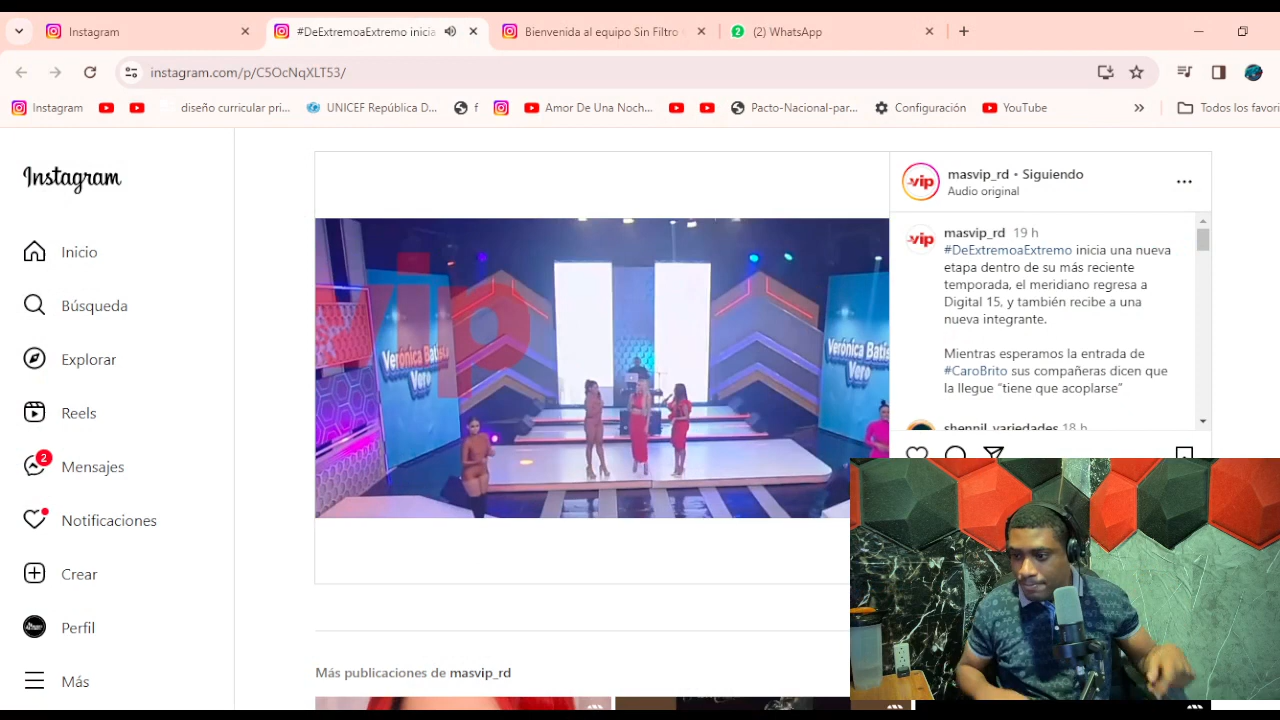 Instagram
#DeExtremoaExtremo inicia
Bienvenida al equipo Sin Filtro
(2) WhatsApp
instagram.com/p/C5OcNqXLT53/
Instagram
diseño curricular pri...
UNICEF República D...
f
Amor De Una Noch...
Pacto-Nacional-par...
Configuración
YouTube
»
Todos los favori
Instagram
Inicio
Búsqueda
Explorar
Reels
2
Mensajes
Notificaciones
Crear
Perfil
Más
Verónica Batista
Vero
Verónica Batis
Vero
vip
masvip_rd • Siguiendo
Audio original
vip
masvip_rd 19 h
#DeExtremoaExtremo inicia una nueva
etapa dentro de su más reciente
temporada, el meridiano regresa a
Digital 15, y también recibe a una
nueva integrante.
Mientras esperamos la entrada de
#CaroBrito sus compañeras dicen que
la llegue “tiene que acoplarse”
18 h
Más publicaciones de masvip_rd